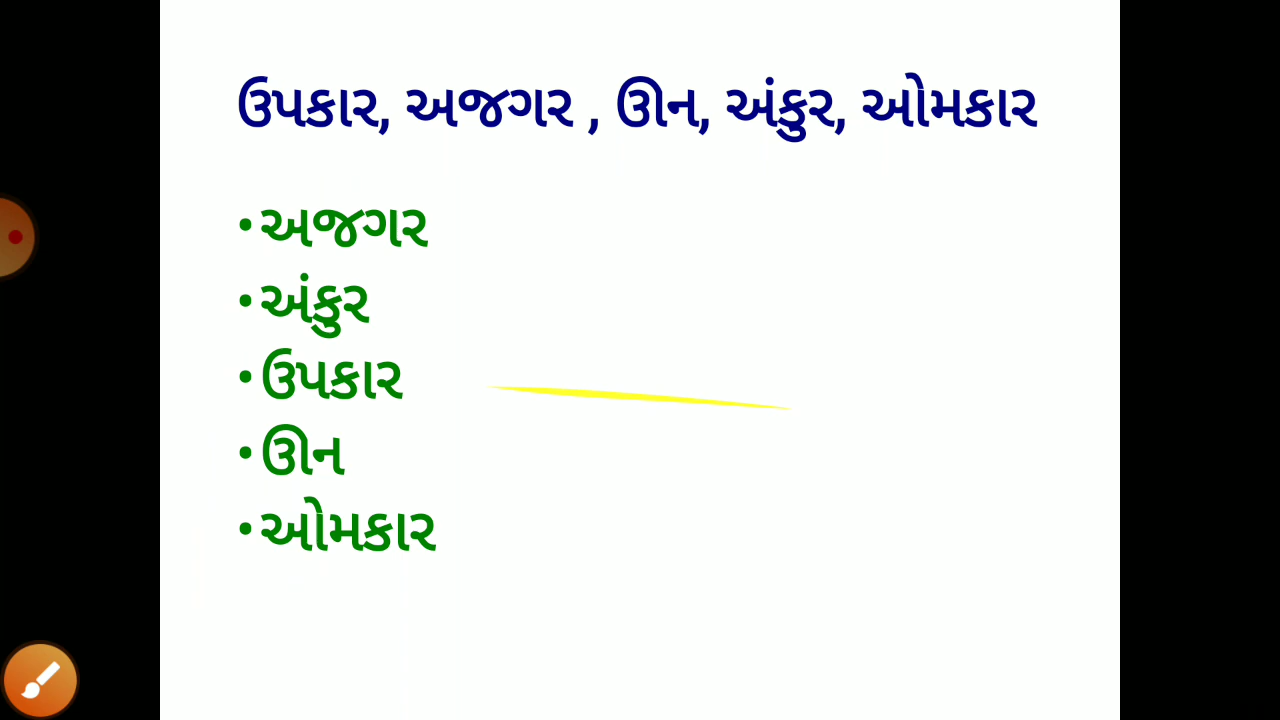 ઉપકાર, અજગર , ઊન, અંકુર, ઓમકાર
• અજગર
• અંકુર
• ઉપકાર
• ઊન
• ઓમકાર